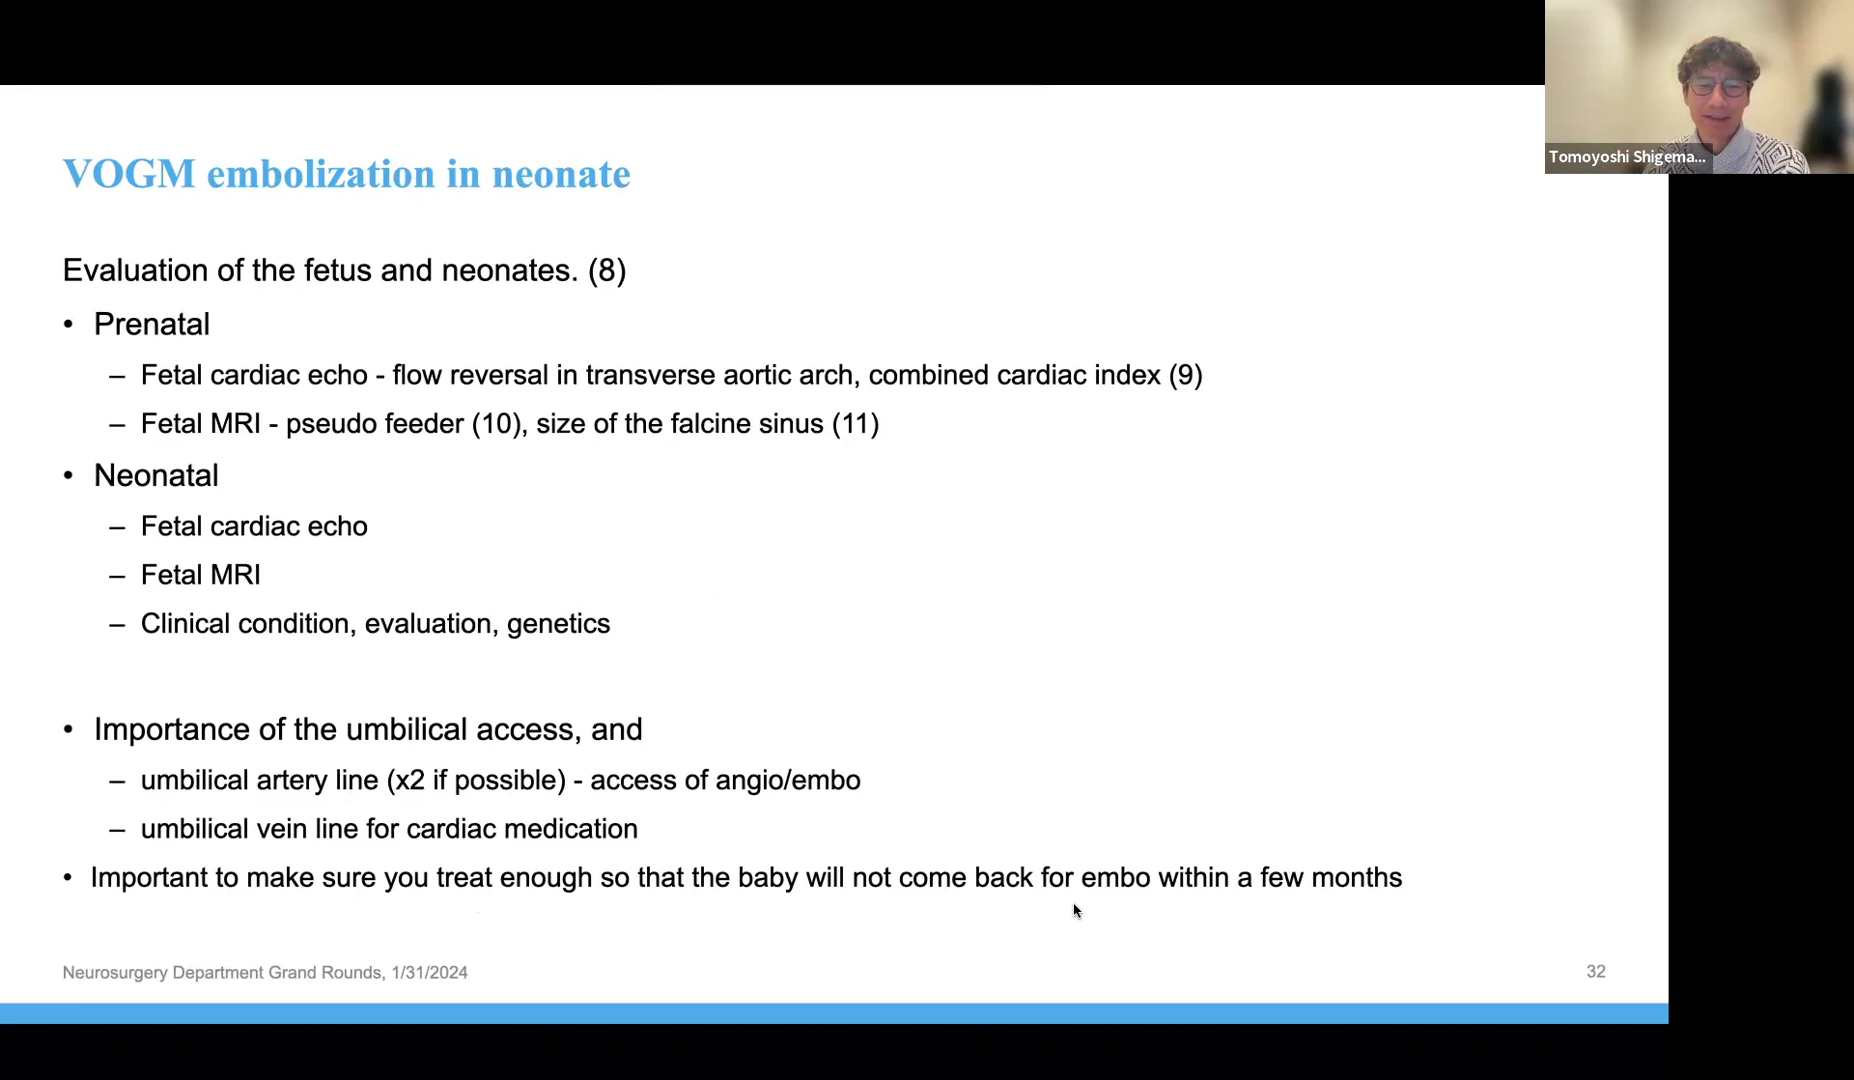 Tomoyoshi Shigema...
VOGM embolization in neonate
Evaluation of the fetus and neonates. (8)
• Prenatal
– Fetal cardiac echo - flow reversal in transverse aortic arch, combined cardiac index (9)
– Fetal MRI - pseudo feeder (10), size of the falcine sinus (11)
• Neonatal
– Fetal cardiac echo
– Fetal MRI
– Clinical condition, evaluation, genetics
• Importance of the umbilical access, and
– umbilical artery line (x2 if possible) - access of angio/embo
– umbilical vein line for cardiac medication
• Important to make sure you treat enough so that the baby will not come back for embo within a few months
Neurosurgery Department Grand Rounds, 1/31/2024
32